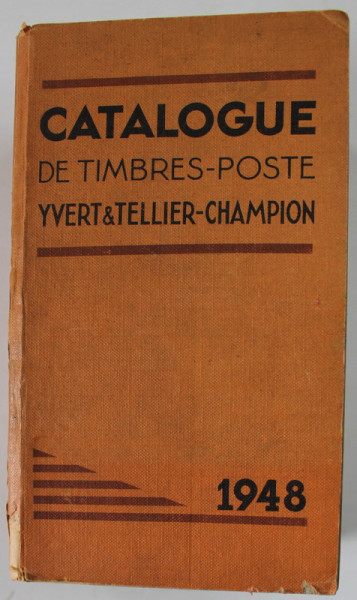 CATALOGUE
DE TIMBRES-POSTE
YVERT&TELLIER-CHAMPION
1948